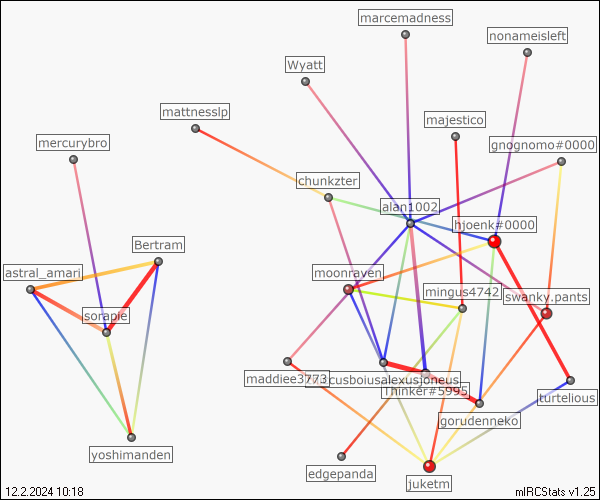 marcemadness
nonameisleft
Wyatt
mattnesslp
majestico
mercurybro
gnognomo#0000
chunkzter
alan1002
hjoenk#0000
Bertram
astral_amari
moonraven
mingus4742
swanky.pants
sorapie
maddiee3773
cusboiusalexusjoneus
Thinker#5995
turtelious
gorudenneko
yoshimanden
edgepanda
juketm
12.2.2024 10:18
mIRCStats v1.25